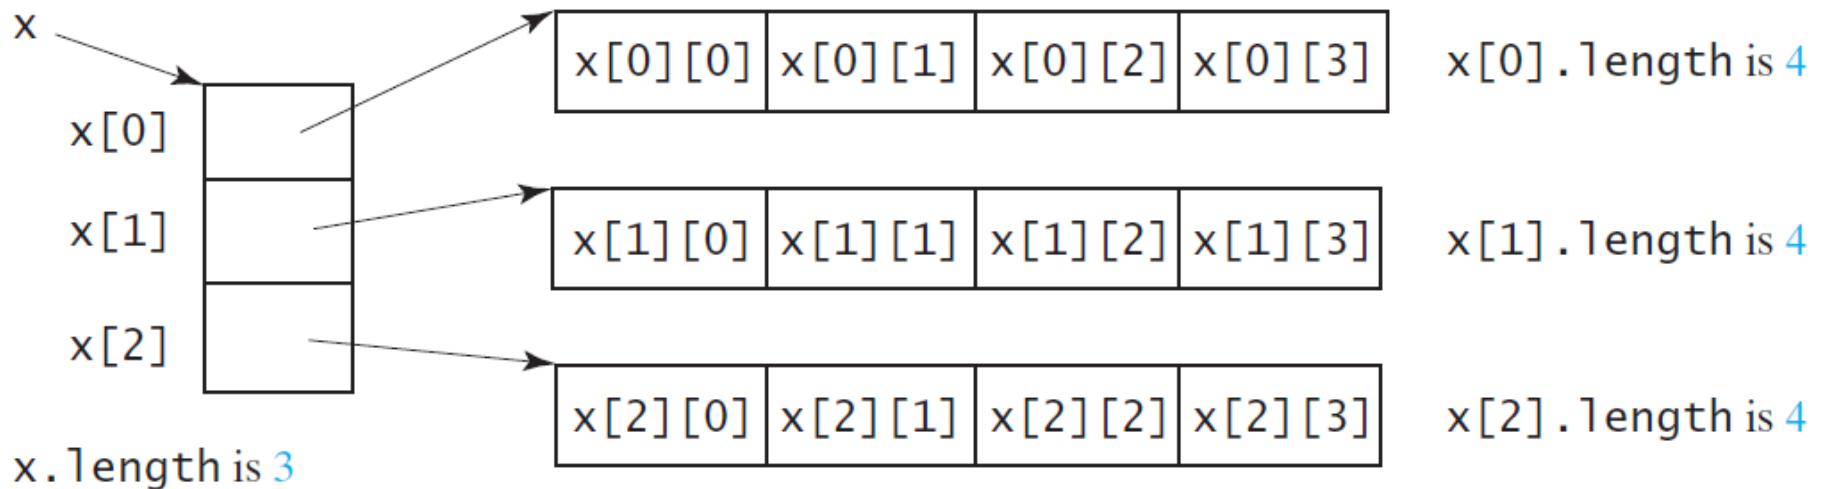 x
x[0][0] x[0][1] x[0][2] x[0][3] x[0].length is 4
x[0]
x[1]
x[1][0] x[1][1] x[1][2] x[1][3] x[1].length is 4
x[2]
x[2][0] x[2][1] x[2][2] x[2][3] x[2].length is 4
x.length is 3